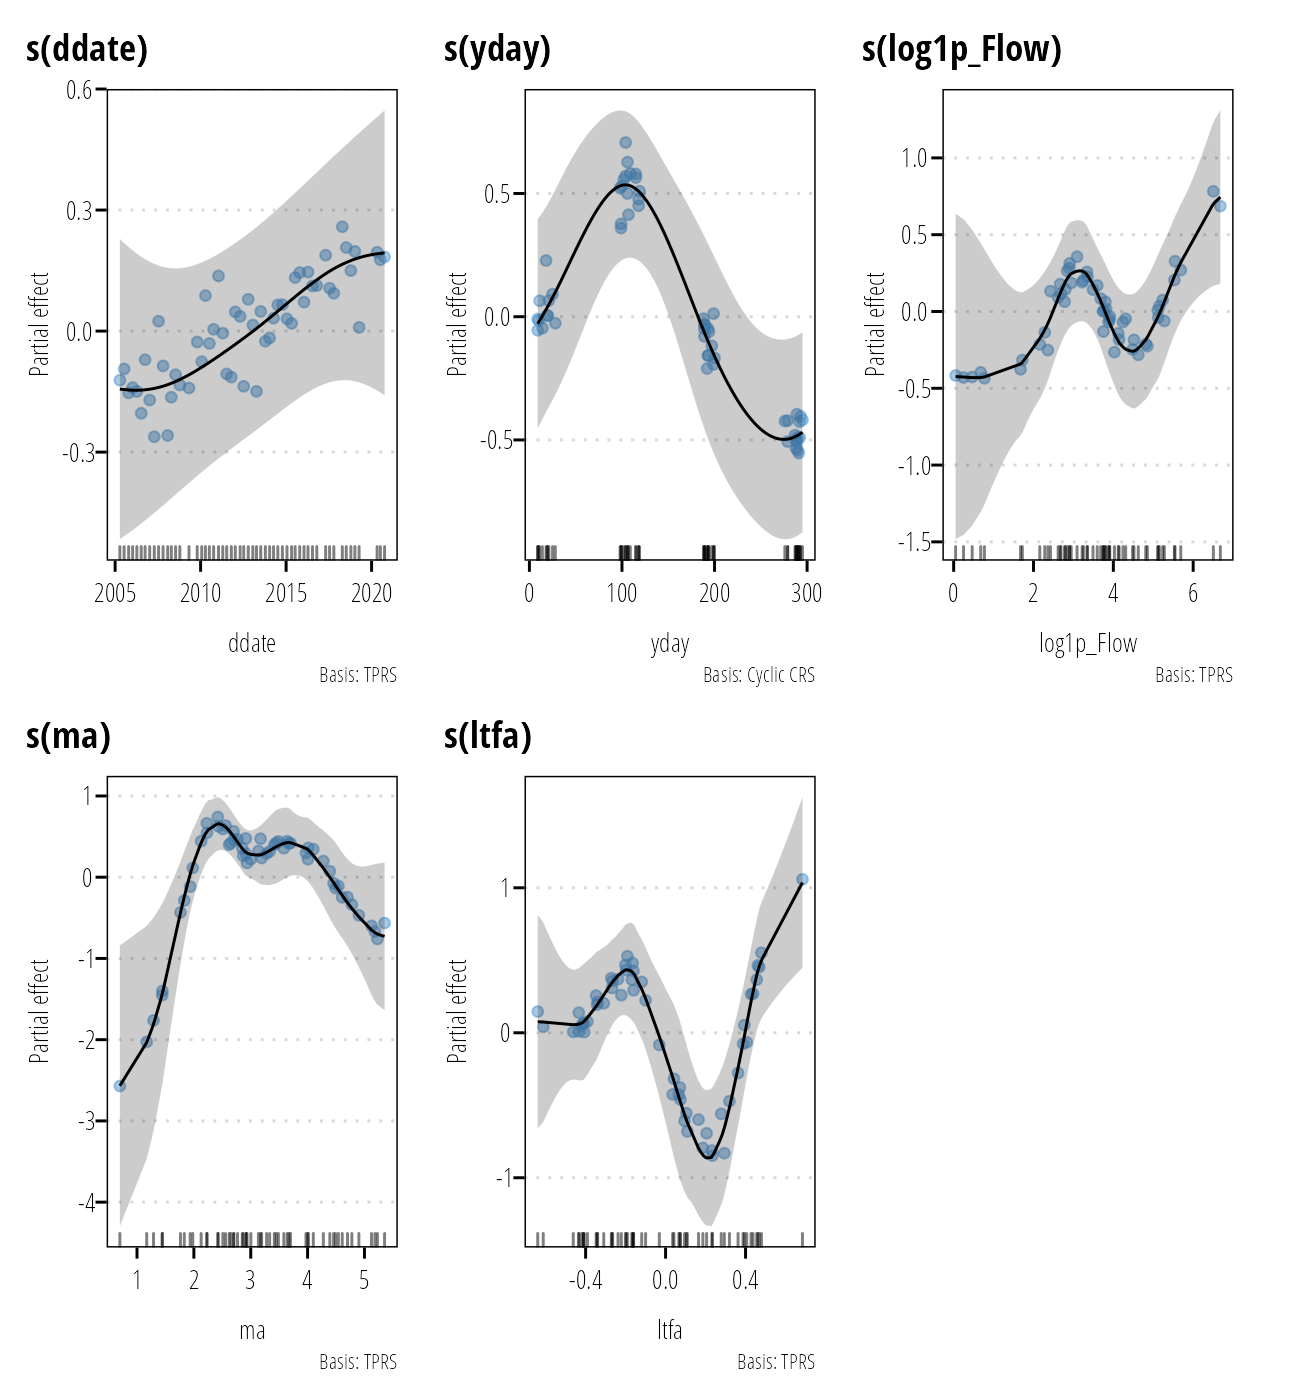 s(ddate) s(yday) s(log1p_Flow)
Partial effect
0.6
0.3
0.0
-0.3
2005 2010 2015 2020
ddate
Basis: TPRS
Partial effect
0.5
0.0
-0.5
0 100 200 300
yday
Basis: Cyclic CRS
Partial effect
1.0
0.5
0.0
-0.5
-1.0
-1.5
0 2 4 6
log1p_Flow
Basis: TPRS
s(ma) s(ltfa)
Partial effect
1
0
-1
-2
-3
-4
1 2 3 4 5
ma
Basis: TPRS
Partial effect
1
0
-1
-0.4 0.0 0.4
ltfa
Basis: TPRS